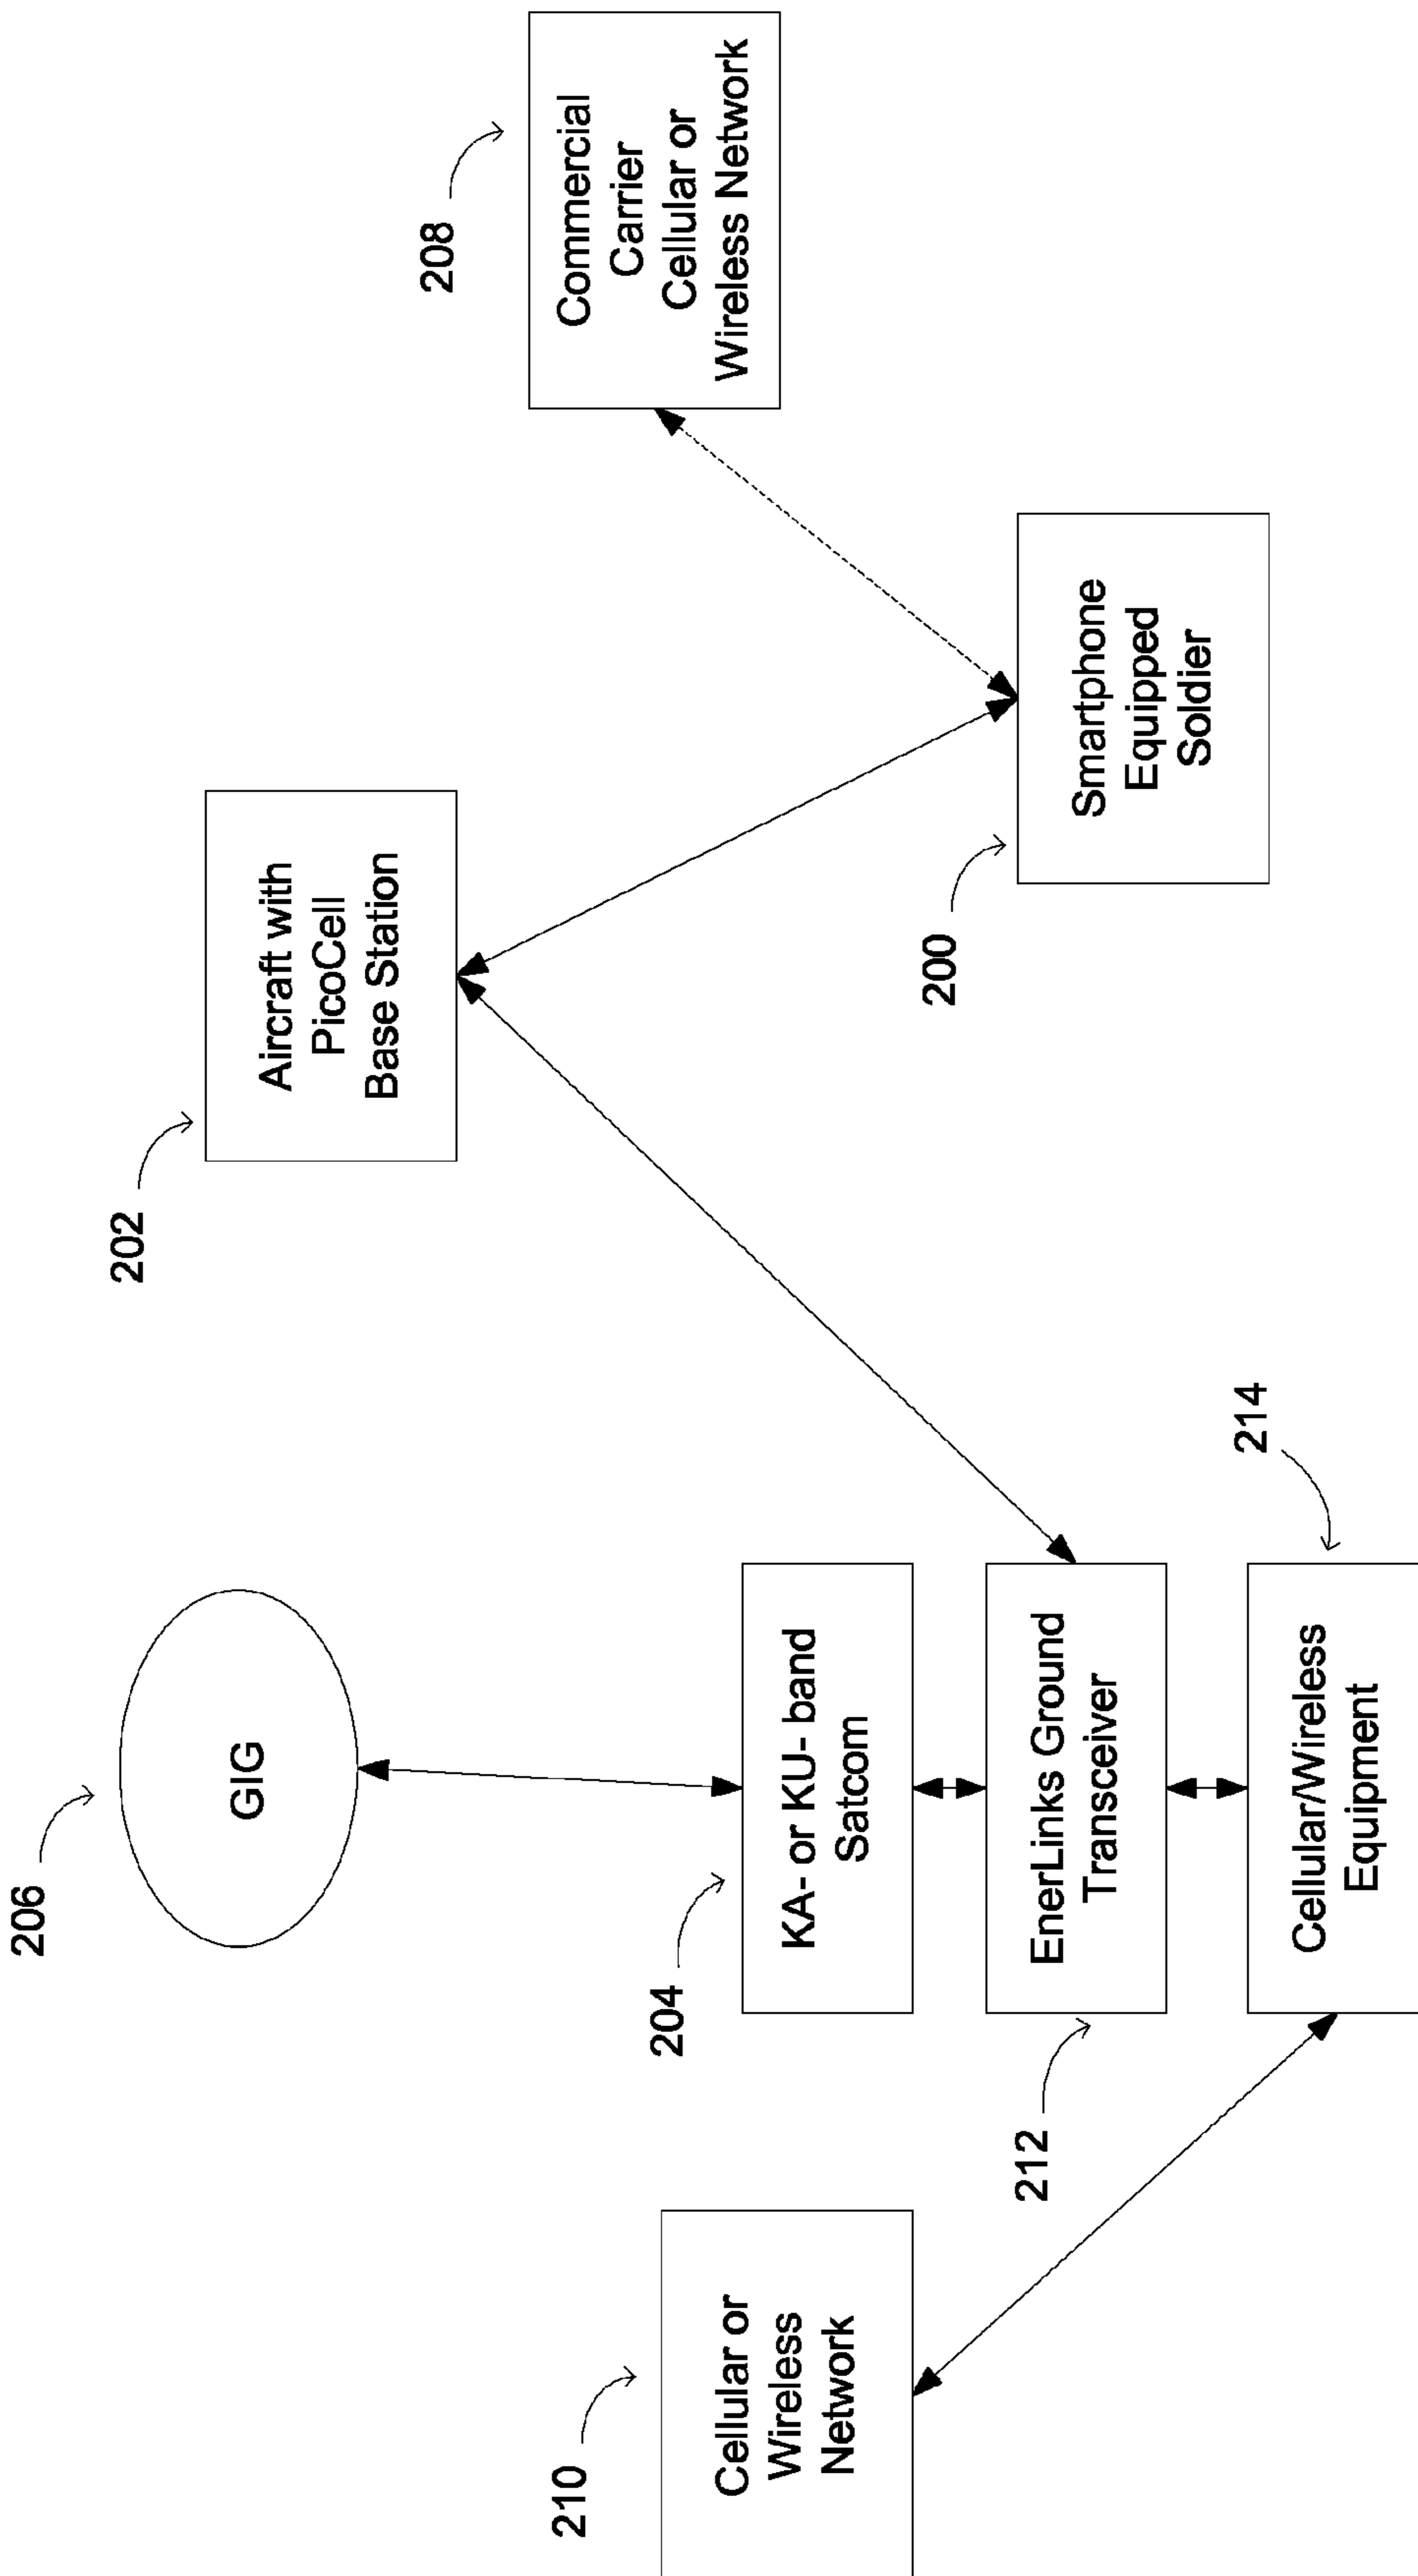 206
GIG
202
Aircraft with
PicoCell
Base Station
208
Commercial
Carrier
Cellular or
Wireless Network
210
Cellular or
Wireless
Network
204
KA- or KU- band
Satcom
212
EnerLinks Ground
Transceiver
214
Cellular/Wireless
Equipment
200
Smartphone
Equipped
Soldier